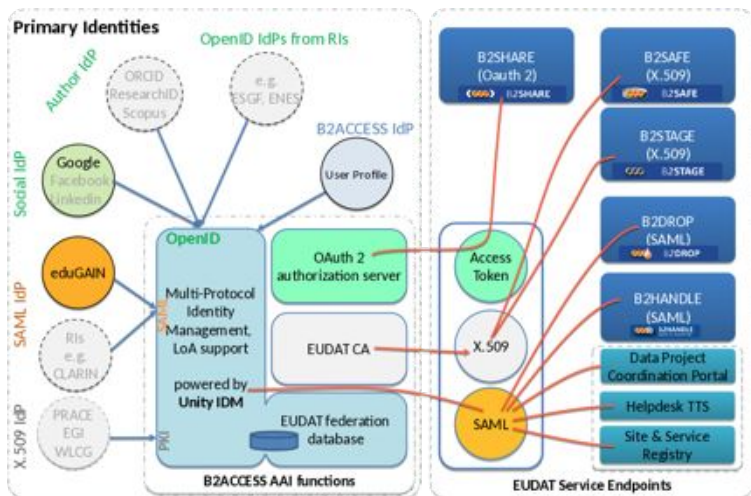 Primary Identities
Author IdP
ORCID
ResearchID
Scopus
OpenID IdPs from RIs
e.g.
ESGF, ENES
B2ACCESS IdP
User Profile
Social IdP
Google
Facebook
Linkedin
SAML IdP
eduGAIN
RIs
e.g.
CLARIN
X.509 IdP
PRACE
EGI
WLCG
OpenID
SAML
PKI
Multi-Protocol
Identity
Management,
LoA support
powered by
Unity IDM
OAuth 2
authorization server
EUDAT CA
EUDAT federation
database
B2ACCESS AAI functions
Access
Token
X.509
SAML
B2SHARE
(Oauth 2)
B2SHARE
B2SAFE
(X.509)
B2SAFE
B2STAGE
(X.509)
B2STAGE
B2DROP
(SAML)
B2DROP
B2HANDLE
(SAML)
B2HANDLE
Data Project
Coordination Portal
Helpdesk TTS
Site & Service
Registry
EUDAT Service Endpoints